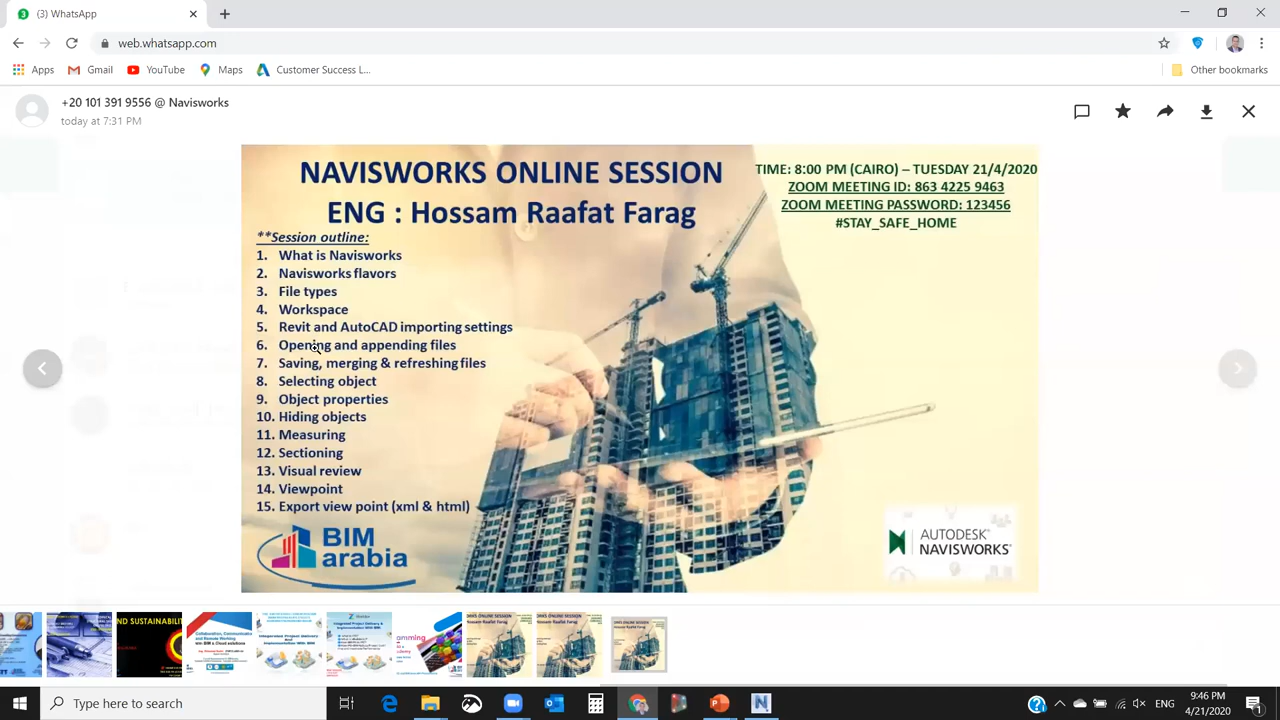 (3) WhatsApp
web.whatsapp.com
Apps
Gmail
YouTube
Maps
Customer Success L...
Other bookmarks
+20 101 391 9556 @ Navisworks
today at 7:31 PM
NAVISWORKS ONLINE SESSION
ENG : Hossam Raafat Farag
TIME: 8:00 PM (CAIRO) – TUESDAY 21/4/2020
ZOOM MEETING ID: 863 4225 9463
ZOOM MEETING PASSWORD: 123456
#STAY_SAFE_HOME
**Session outline:
1. What is Navisworks
2. Navisworks flavors
3. File types
4. Workspace
5. Revit and AutoCAD importing settings
6. Opening and appending files
7. Saving, merging & refreshing files
8. Selecting object
9. Object properties
10. Hiding objects
11. Measuring
12. Sectioning
13. Visual review
14. Viewpoint
15. Export view point (xml & html)
BIM
arabia
AUTODESK®
NAVISWORKS®
Type here to search
ENG
9:46 PM
4/21/2020